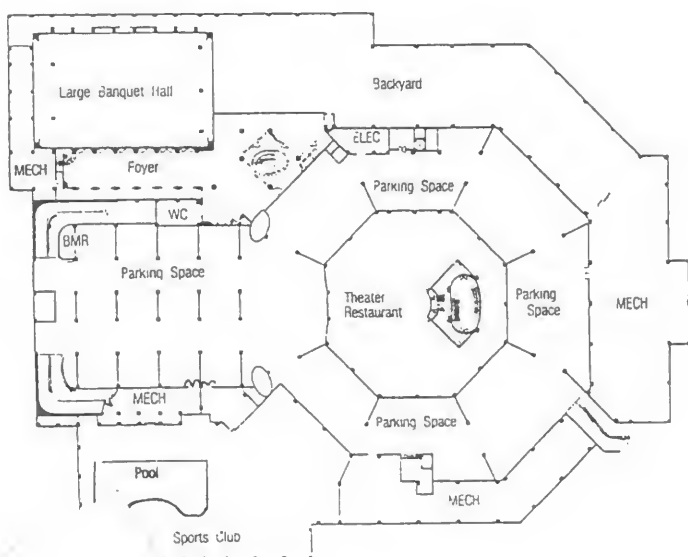 Large Banquet Hall
Backyard
ELEC
MECH
Foyer
Parking Space
WC
BMR
Parking Space
Theater
Restaurant
Parking
Space
MECH
MECH
Parking Space
Pool
MECH
Sports Club